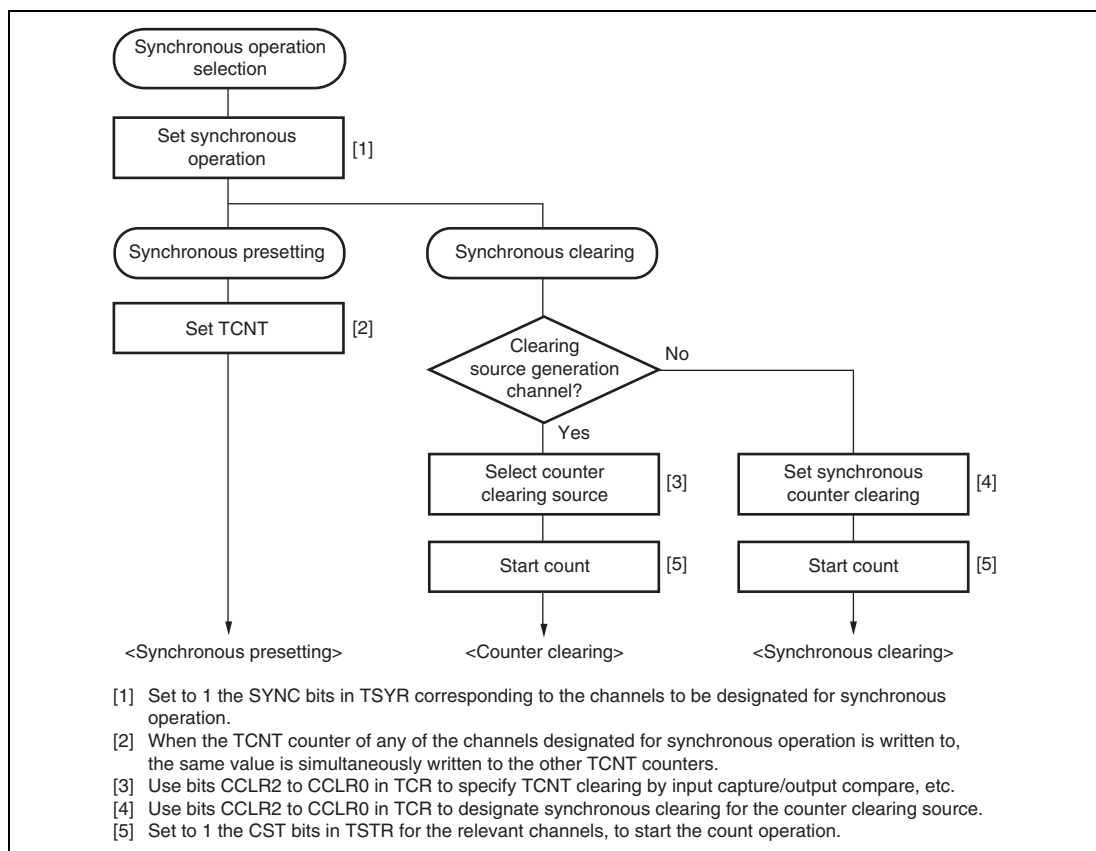 Synchronous operation
selection
Set synchronous
operation
[1]
Synchronous presetting
Synchronous clearing
Set TCNT
[2]
Clearing
source generation
channel?
No
Yes
Select counter
clearing source
[3]
Set synchronous
counter clearing
[4]
Start count
[5]
Start count
[5]
<Synchronous presetting>
<Counter clearing>
<Synchronous clearing>
[1] Set to 1 the SYNC bits in TSYR corresponding to the channels to be designated for synchronous
operation.
[2] When the TCNT counter of any of the channels designated for synchronous operation is written to,
the same value is simultaneously written to the other TCNT counters.
[3] Use bits CCLR2 to CCLR0 in TCR to specify TCNT clearing by input capture/output compare, etc.
[4] Use bits CCLR2 to CCLR0 in TCR to designate synchronous clearing for the counter clearing source.
[5] Set to 1 the CST bits in TSTR for the relevant channels, to start the count operation.